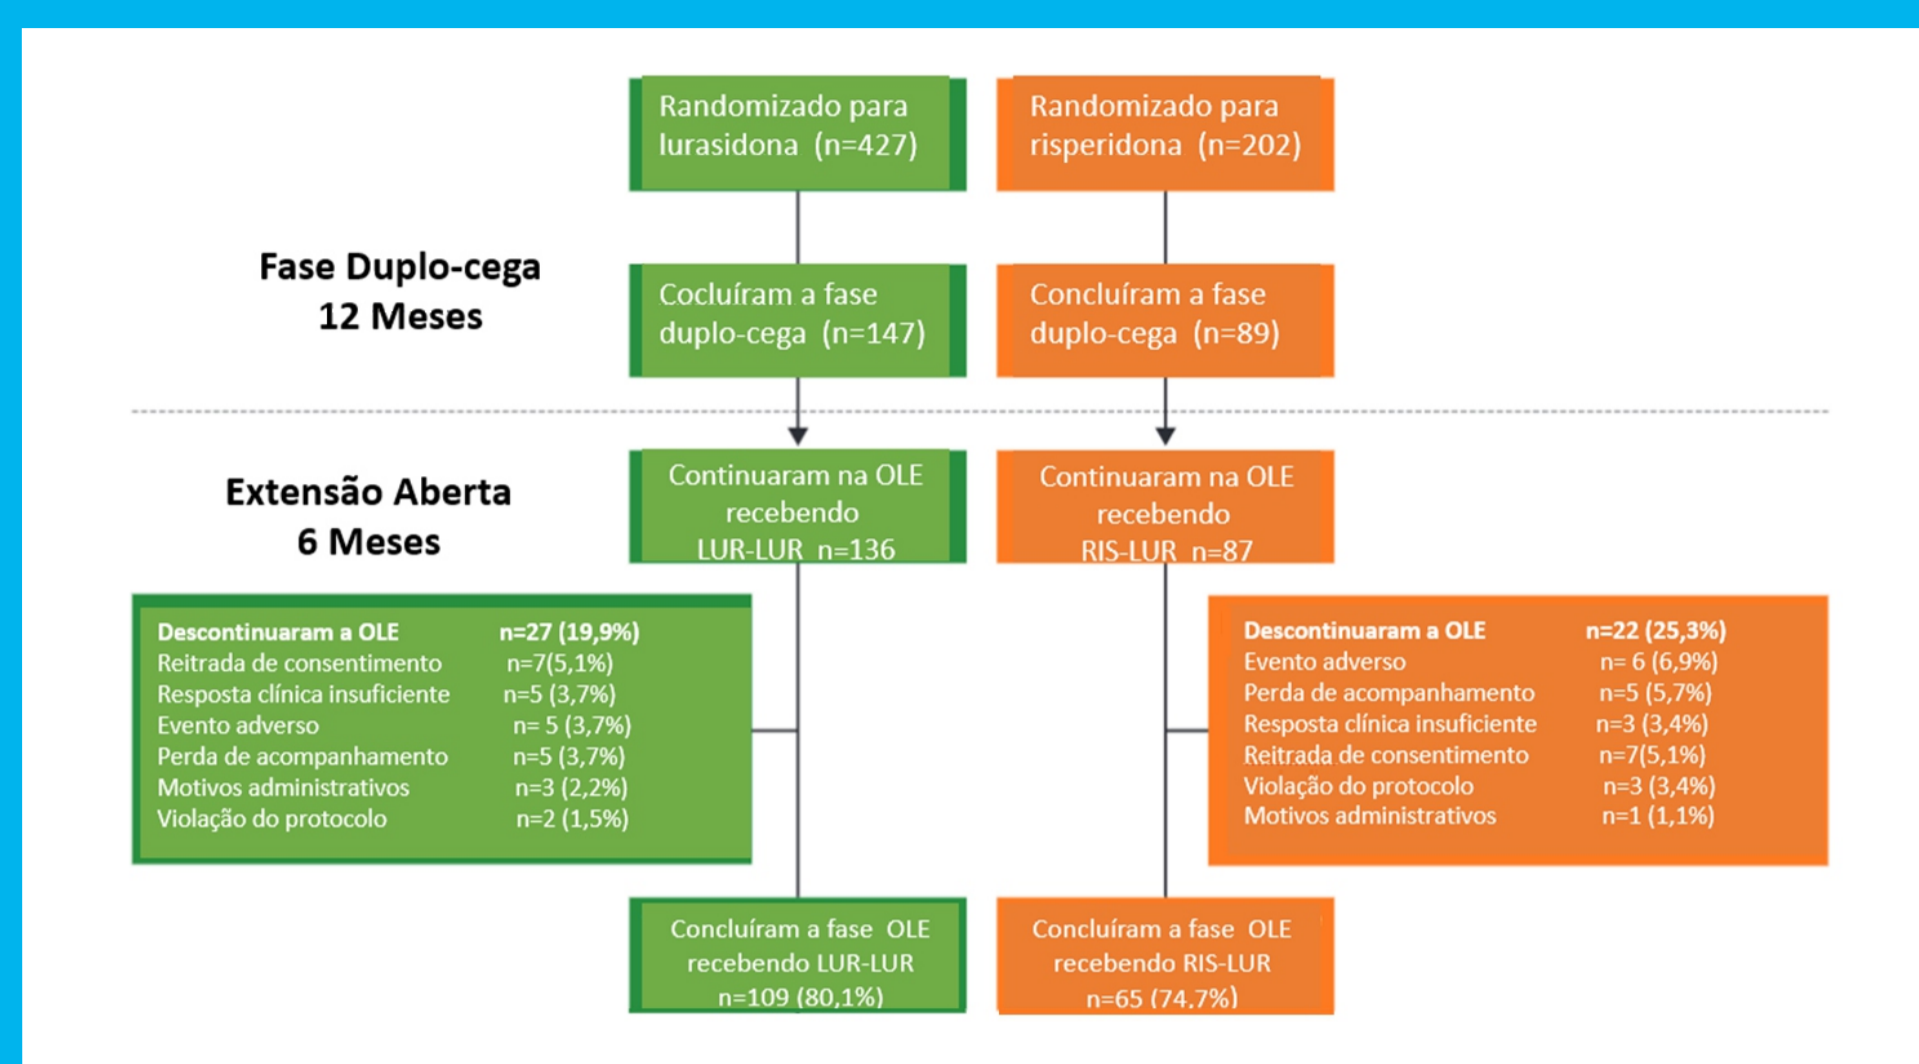 Randomizado para
lurasidona (n=427)
Randomizado para
risperidona (n=202)
Fase Duplo-cega
12 Meses
Cocluíram a fase
duplo-cega (n=147)
Concluíram a fase
duplo-cega (n=89)
Extensão Aberta
6 Meses
Continuaram na OLE
recebendo
LUR-LUR n=136
Continuaram na OLE
recebendo
RIS-LUR n=87
Descontinuaram a OLE n=27 (19,9%)
Reitrada de consentimento n=7(5,1%)
Resposta clínica insuficiente n=5 (3,7%)
Evento adverso n= 5 (3,7%)
Perda de acompanhamento n=5 (3,7%)
Motivos administrativos n=3 (2,2%)
Violação do protocolo n=2 (1,5%)
Descontinuaram a OLE n=22 (25,3%)
Evento adverso n= 6 (6,9%)
Perda de acompanhamento n=5 (5,7%)
Resposta clínica insuficiente n=3 (3,4%)
Reitrada de consentimento n=7(5,1%)
Violação do protocolo n=3 (3,4%)
Motivos administrativos n=1 (1,1%)
Concluíram a fase OLE
recebendo LUR-LUR
n=109 (80,1%)
Concluíram a fase OLE
recebendo RIS-LUR
n=65 (74,7%)